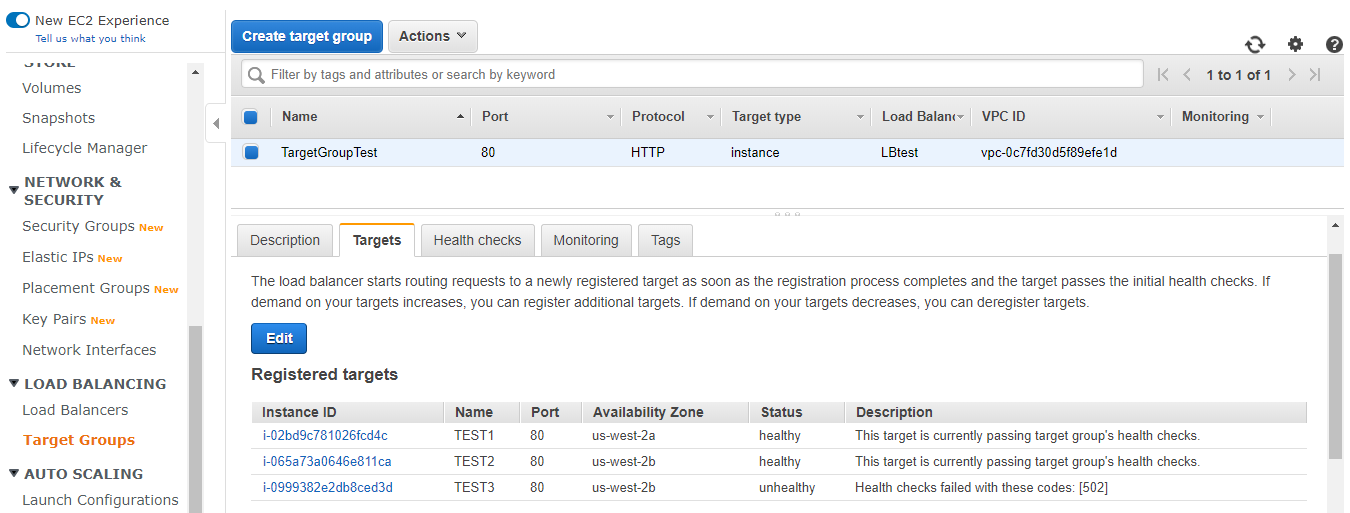 New EC2 Experience
Tell us what you think
STORE
Volumes
Snapshots
Lifecycle Manager
NETWORK &
SECURITY
Security Groups New
Elastic IPs New
Placement Groups New
Key Pairs New
Network Interfaces
LOAD BALANCING
Load Balancers
Target Groups
AUTO SCALING
Launch Configurations
Create target group Actions
Filter by tags and attributes or search by keyword 1 to 1 of 1
Name Port Protocol Target type Load Balanc VPC ID Monitoring
TargetGroupTest 80 HTTP instance LBtest vpc-0c7fd30d5f89efe1d
Description Targets Health checks Monitoring Tags
The load balancer starts routing requests to a newly registered target as soon as the registration process completes and the target passes the initial health checks. If
demand on your targets increases, you can register additional targets. If demand on your targets decreases, you can deregister targets.
Edit
Registered targets
Instance ID Name Port Availability Zone Status Description
i-02bd9c781026fcd4c TEST1 80 us-west-2a healthy This target is currently passing target group's health checks.
i-065a73a0646e811ca TEST2 80 us-west-2b healthy This target is currently passing target group's health checks.
i-0999382e2db8ced3d TEST3 80 us-west-2b unhealthy Health checks failed with these codes: [502]